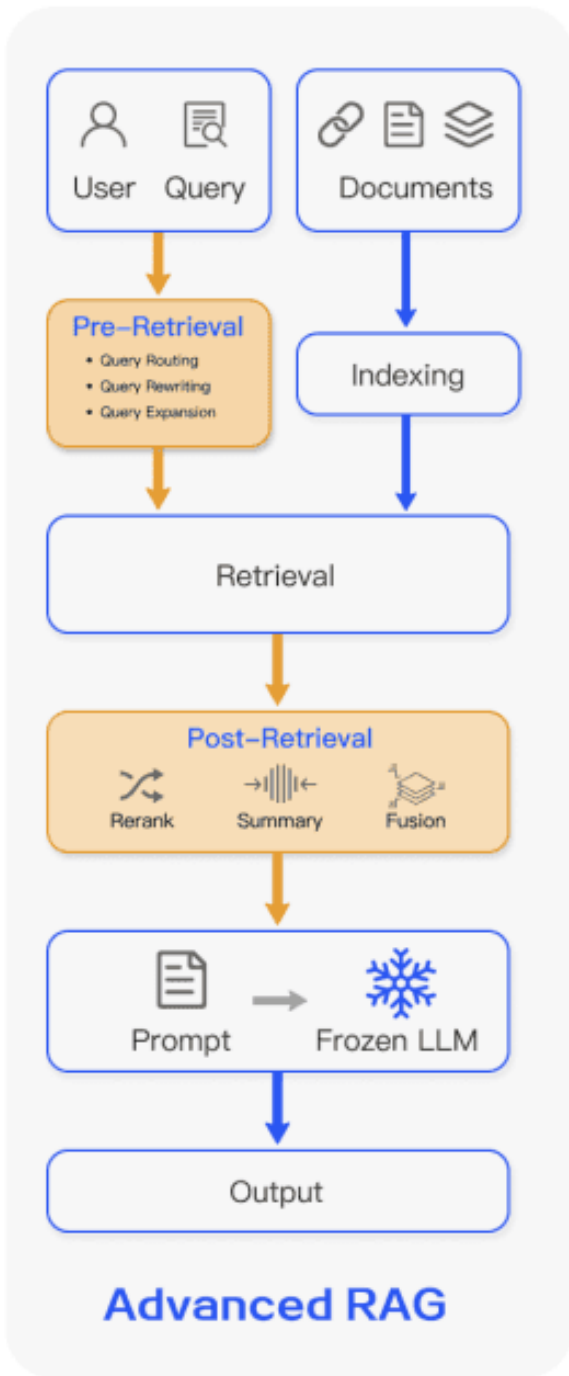 User Query
Documents
Pre-Retrieval
• Query Routing
• Query Rewriting
• Query Expansion
Indexing
Retrieval
Post-Retrieval
Rerank Summary Fusion
Prompt Frozen LLM
Output
Advanced RAG